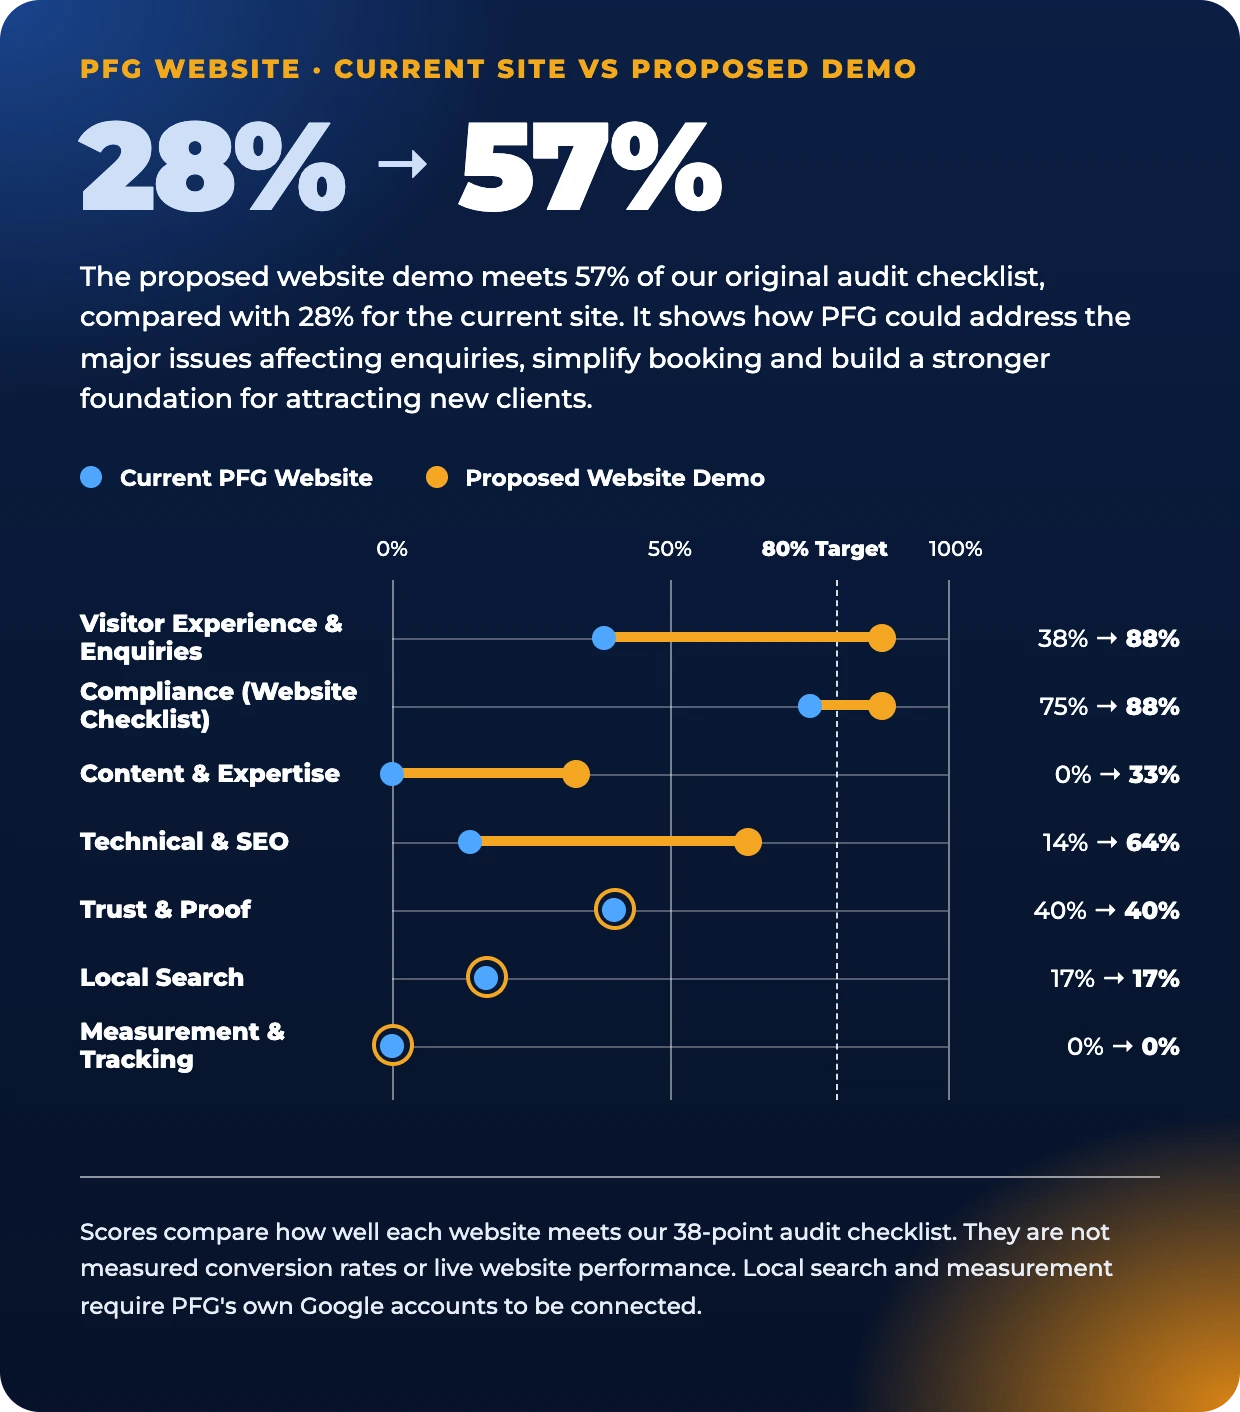 PFG WEBSITE · CURRENT SITE VS PROPOSED DEMO
28% → 57%
The proposed website demo meets 57% of our original audit checklist,
compared with 28% for the current site. It shows how PFG could address the
major issues affecting enquiries, simplify booking and build a stronger
foundation for attracting new clients.
Current PFG Website
Proposed Website Demo
0%
50%
80% Target
100%
Visitor Experience &
Enquiries
38% → 88%
Compliance (Website
Checklist)
75% → 88%
Content & Expertise
0% → 33%
Technical & SEO
14% → 64%
Trust & Proof
40% → 40%
Local Search
17% → 17%
Measurement &
Tracking
0% → 0%
Scores compare how well each website meets our 38-point audit checklist. They are not
measured conversion rates or live website performance. Local search and measurement
require PFG's own Google accounts to be connected.